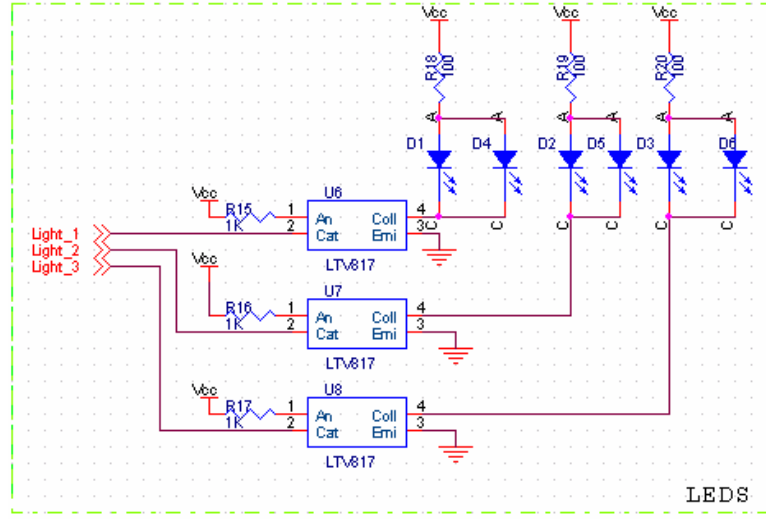 Vcc Vcc Vcc
R18 100 R19 100 R20 100
A A A A A A
D1 D4 D2 D5 D3 D6
C C C C C C
Vcc
R15
1K
U6
1 An Coll 4
2 Cat Emi 3
LTV817
Light_1
Light_2
Light_3
Vcc
R16
1K
U7
1 An Coll 4
2 Cat Emi 3
LTV817
Vcc
R17
1K
U8
1 An Coll 4
2 Cat Emi 3
LTV817
LEDS